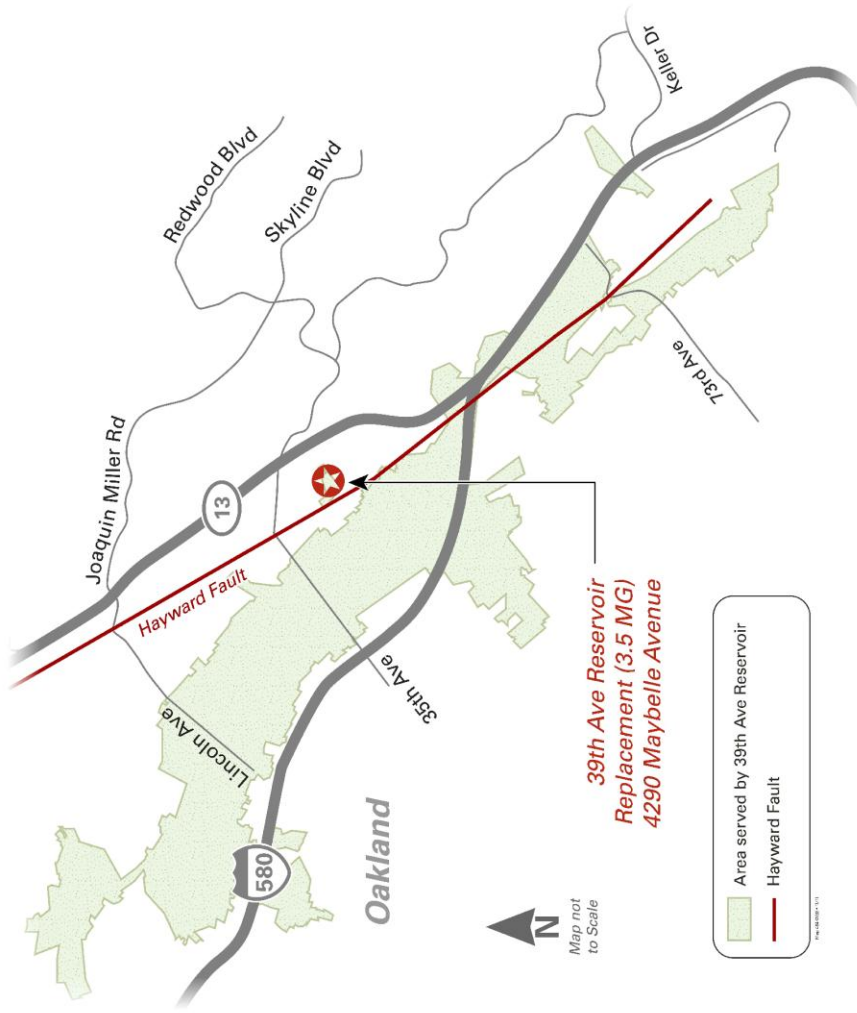 Redwood Blvd
Skyline Blvd
Keller Dr
Joaquin Miller Rd
13
Hayward Fault
Lincoln Ave
35th Ave
73rd Ave
580
Oakland
39th Ave Reservoir
Replacement (3.5 MG)
4290 Maybelle Avenue
N
Map not
to Scale
Area served by 39th Ave Reservoir
Hayward Fault